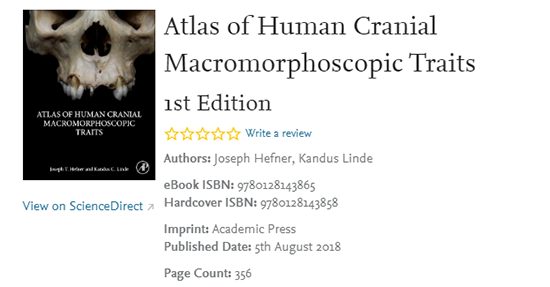 ATLAS OF HUMAN CRANIAL
MACROMORPHOSCOPIC
TRAITS
Joseph T. Hefner and Kandus C. Linde
View on ScienceDirect ↗
Atlas of Human Cranial
Macromorphoscopic Traits
1st Edition
Write a review
Authors: Joseph Hefner, Kandus Linde
eBook ISBN: 9780128143865
Hardcover ISBN: 9780128143858
Imprint: Academic Press
Published Date: 5th August 2018
Page Count: 356